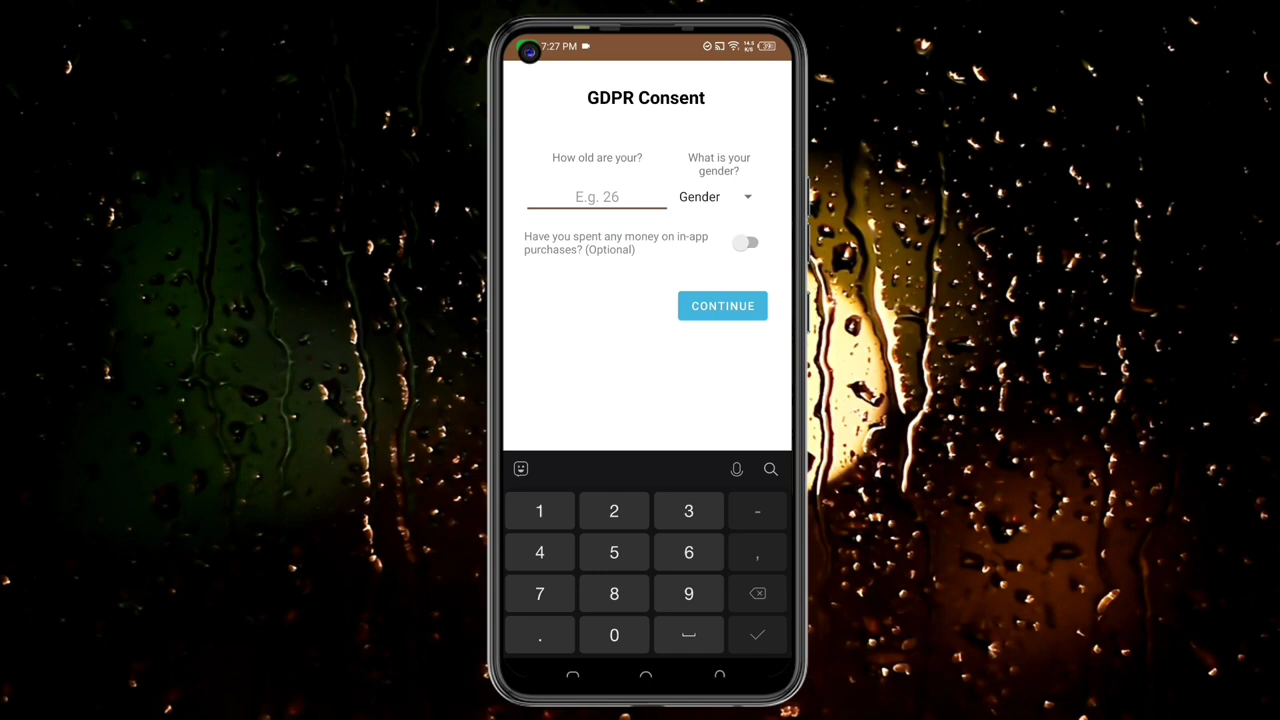 7:27 PM
GDPR Consent
How old are your?
What is your
gender?
E.g. 26
Gender
Have you spent any money on in-app
purchases? (Optional)
CONTINUE
1 2 3 -
4 5 6 ,
7 8 9
. 0